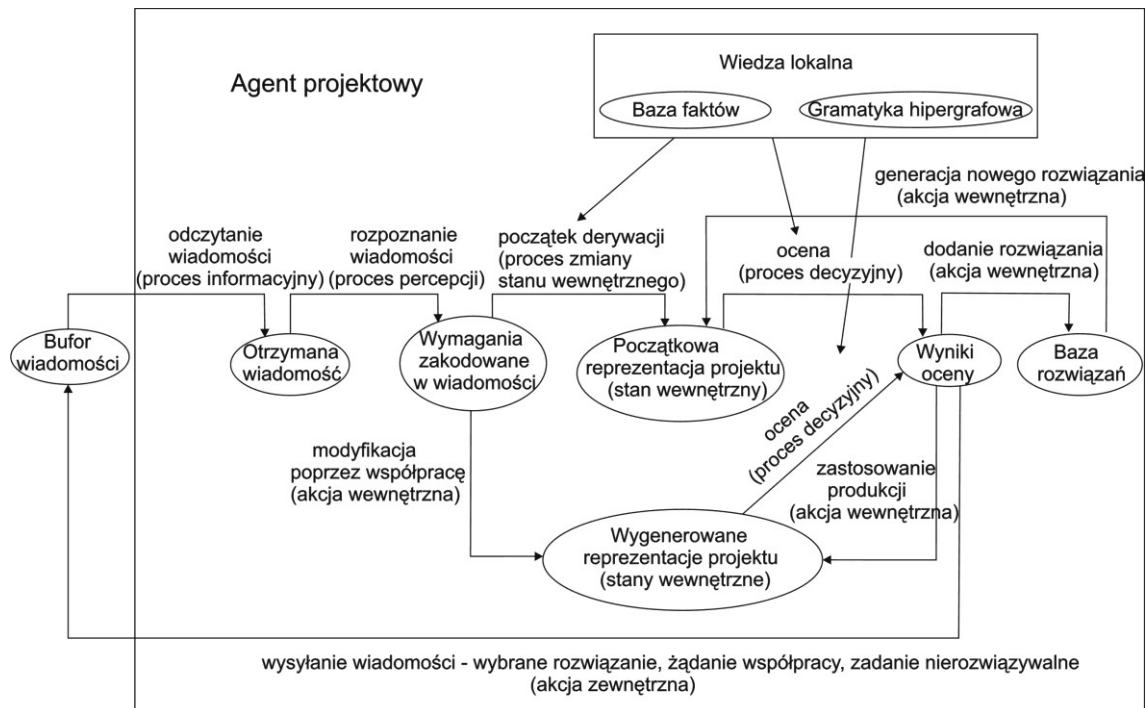 Agent projektowy
Wiedza lokalna
Baza faktów
Gramatyka hipergrafowa
generacja nowego rozwiązania
(akcja wewnętrzna)
odczytanie
wiadomości
(proces informacyjny)
rozpoznanie
wiadomości
(proces percepcji)
początek derywacji
(proces zmiany
stanu wewnętrznego)
ocena
(proces decyzyjny)
dodanie rozwiązania
(akcja wewnętrzna)
Bufor
wiadomości
Otrzymana
wiadomość
Wymagania
zakodowane
w wiadomości
Początkowa
reprezentacja projektu
(stan wewnętrzny)
Wyniki
oceny
Baza
rozwiązań
modyfikacja
poprzez współpracę
(akcja wewnętrzna)
ocena
(proces decyzyjny)
zastosowanie
produkcji
(akcja wewnętrzna)
Wygenerowane
reprezentacje projektu
(stany wewnętrzne)
wysyłanie wiadomości - wybrane rozwiązanie, żądanie współpracy, zadanie nierozwiązywalne
(akcja zewnętrzna)